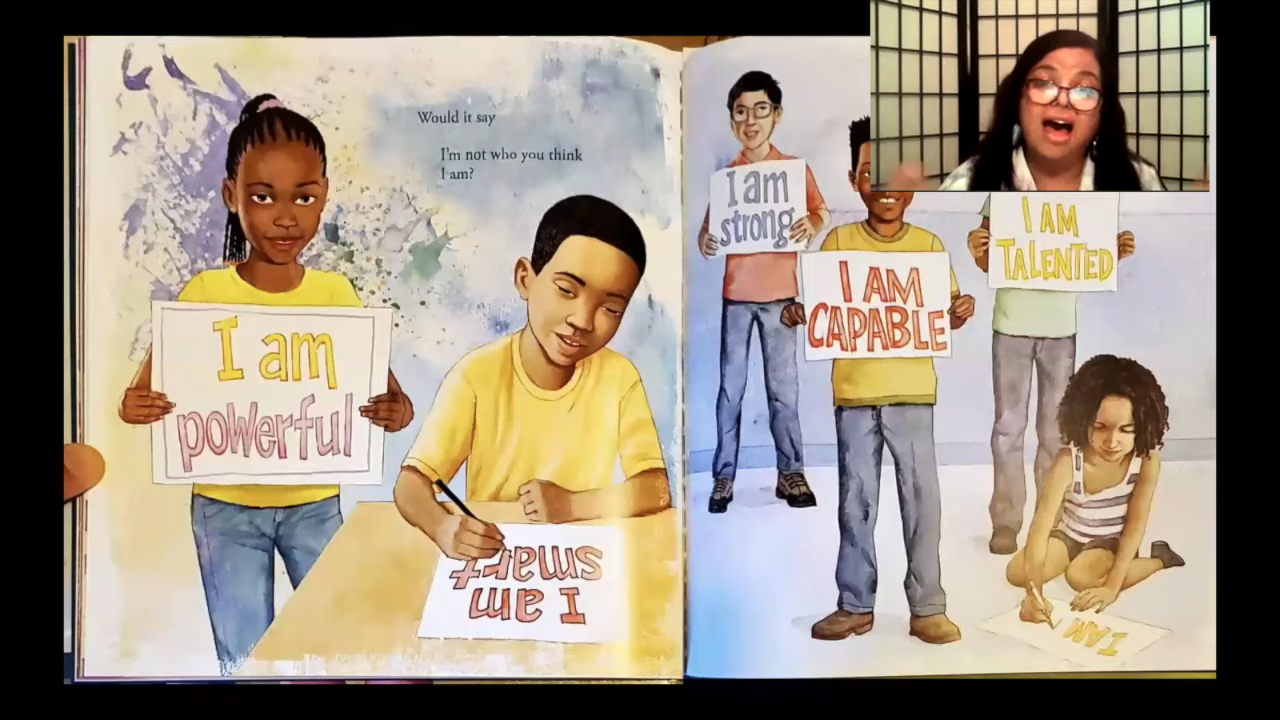 Would it say
I'm not who you think
I am?
I am
powerful
I am
smart
I am
strong
I AM
CAPABLE
I AM
TALENTED
I AM